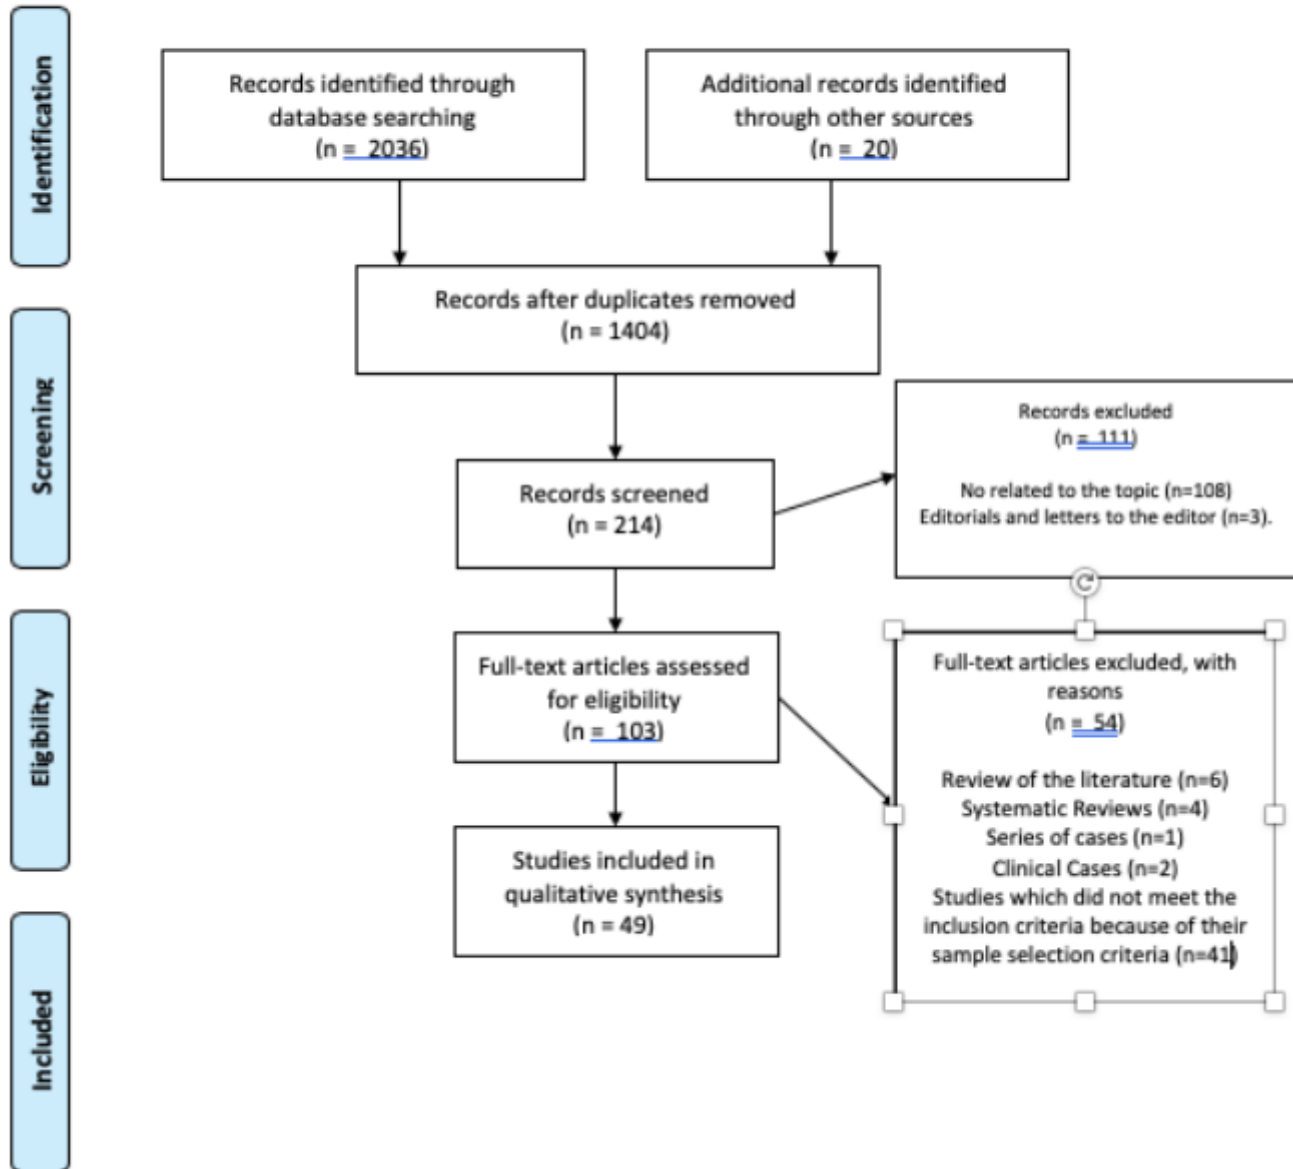 Identification
Records identified through
database searching
(n = 2036)
Additional records identified
through other sources
(n = 20)
Records after duplicates removed
(n = 1404)
Screening
Records screened
(n = 214)
Records excluded
(n = 111)
No related to the topic (n=108)
Editorials and letters to the editor (n=3).
Eligibility
Full-text articles assessed
for eligibility
(n = 103)
Full-text articles excluded, with
reasons
(n = 54)
Review of the literature (n=6)
Systematic Reviews (n=4)
Series of cases (n=1)
Clinical Cases (n=2)
Studies which did not meet the
inclusion criteria because of their
sample selection criteria (n=41)
Studies included in
qualitative synthesis
(n = 49)
Included